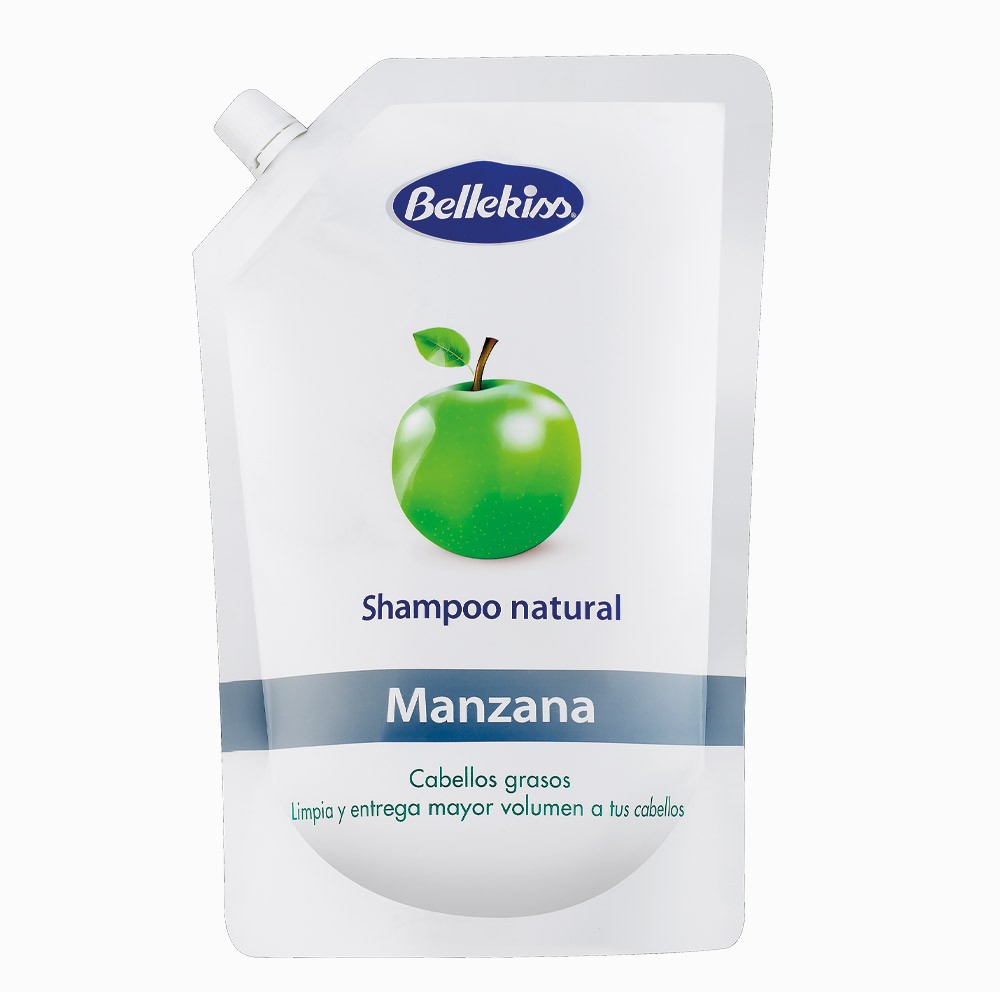 Bellekiss
Shampoo natural
Manzana
Cabellos grasos
Limpia y entrega mayor volumen a tus cabellos